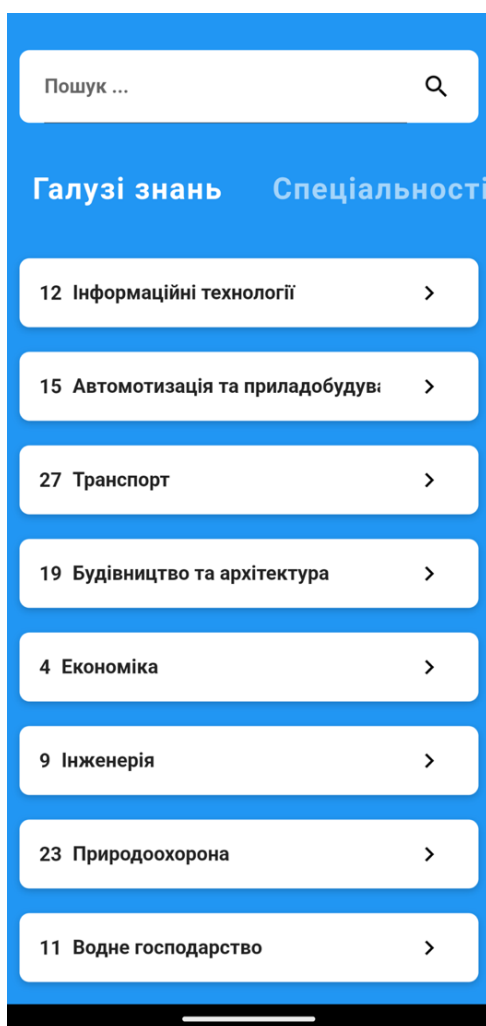 Пошук ...
Галузі знань Спеціальності
12 Інформаційні технології
15 Автомотизація та приладобудува
27 Транспорт
19 Будівництво та архітектура
4 Економіка
9 Інженерія
23 Природоохорона
11 Водне господарство